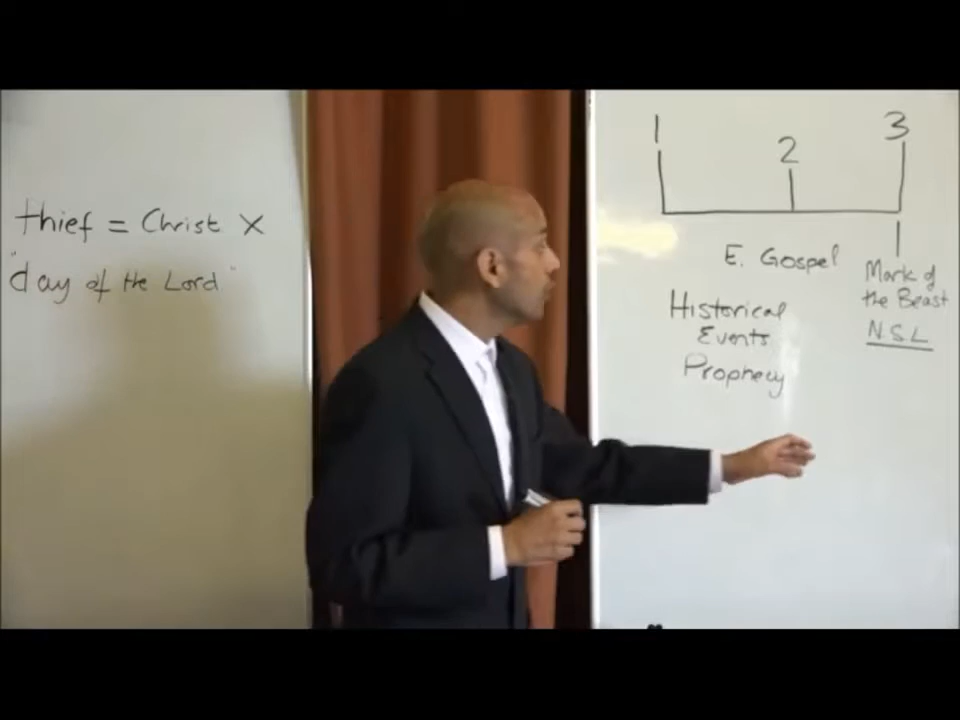 thief = Christ X
"day of the Lord"
1 2 3
E. Gospel
Historical
Events
Prophecy
Mark of
the Beast
N.S.L